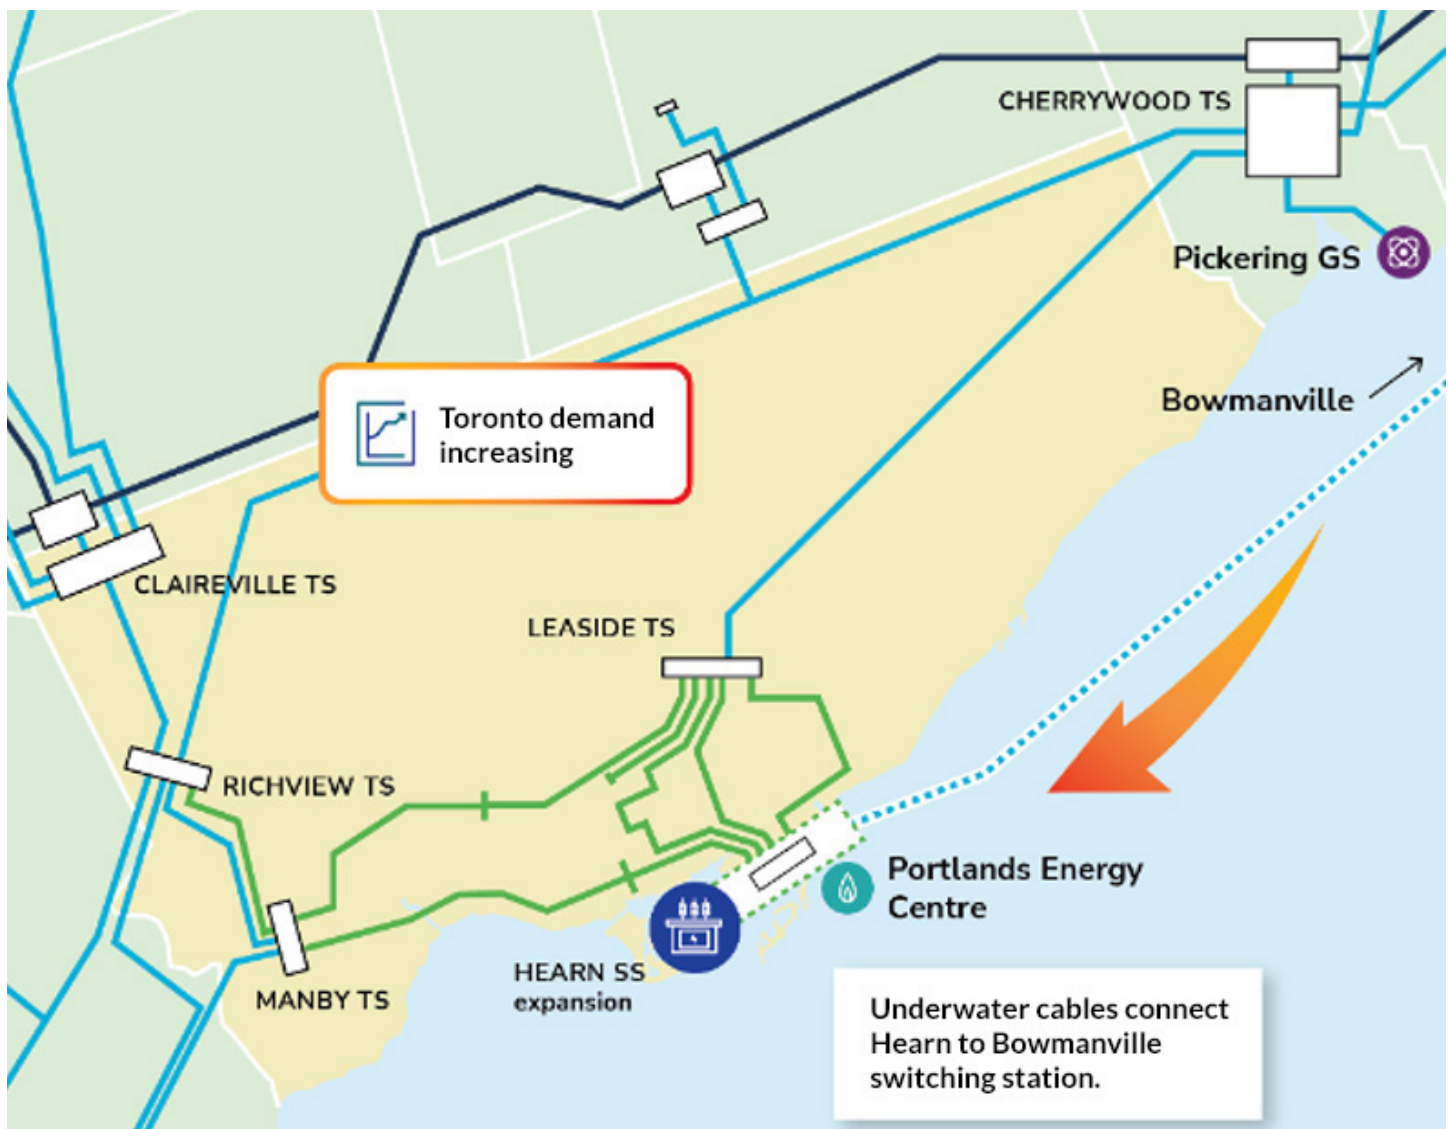 CHERRYWOOD TS
Pickering GS
Bowmanville
Toronto demand
increasing
CLAIREVILLE TS
LEASIDE TS
RICHVIEW TS
Portlands Energy
Centre
HEARN SS
expansion
MANBY TS
Underwater cables connect
Hearn to Bowmanville
switching station.